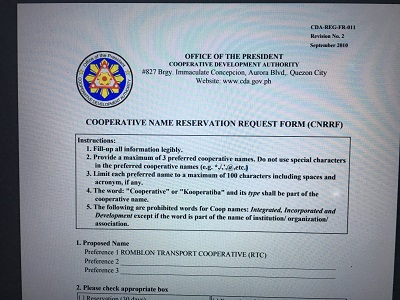 CDA-REG-FR-011
Revision No. 2
September 2010
OFFICE OF THE PRESIDENT
COOPERATIVE DEVELOPMENT AUTHORITY
#827 Brgy. Immaculate Concepcion, Aurora Blvd, Quezon City
Website: www.cda.gov.ph
COOPERATIVE NAME RESERVATION REQUEST FORM (CNRRF)
Instructions:
1. Fill-up all information legibly.
2. Provide a maximum of 3 preferred cooperative names. Do not use special characters
in the preferred cooperative names (e.g. etc.)
3. Limit each preferred name to a maximum of 100 characters including spaces and
acronym, if any.
4. The word: "Cooperative" or "Kooperatiba" and its type shall be part of the
cooperative name.
5. The following are prohibited words for Coop names: Integrated, Incorporated and
Development except if the word is part of the name of institution/ organization/
association.
1. Proposed Name
Preference 1 ROMBLON TRANSPORT COOPERATIVE (RTC)
Preference 2
Preference 3
2. Please check appropriate box